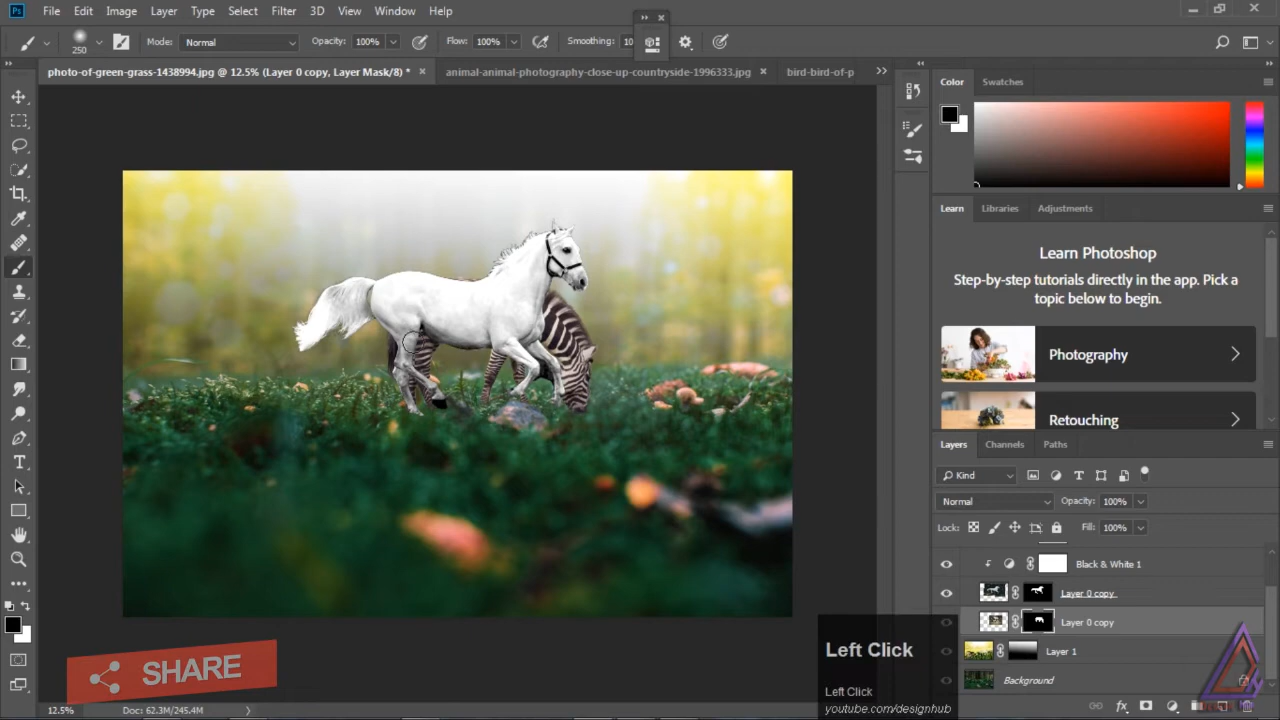 Ps File Edit Image Layer Type Select Filter 3D View Window Help
250 Mode: Normal Opacity: 100% Flow: 100% Smoothing: 10
photo-of-green-grass-1438994.jpg @ 12.5% (Layer 0 copy, Layer Mask/8) * animal-animal-photography-close-up-countryside-1996333.jpg bird-bird-of-p
Color Swatches
Learn Libraries Adjustments
Learn Photoshop
Step-by-step tutorials directly in the app. Pick a
topic below to begin.
Photography
Retouching
Layers Channels Paths
Kind
Normal Opacity: 100%
Lock: Fill: 100%
Black & White 1
Layer 0 copy
Layer 0 copy
Layer 1
Background
SHARE
Left Click
Left Click
youtube.com/designhub
12.5% Doc: 62.3M/245.4M